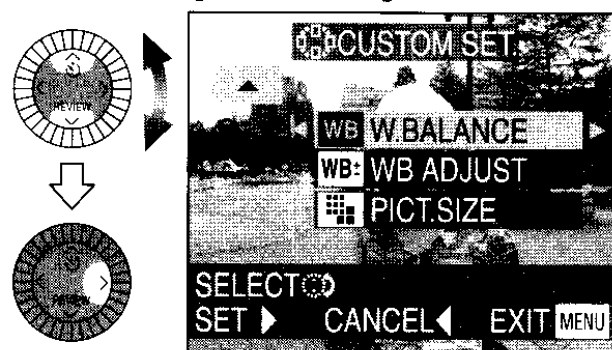 REVIEW
CUSTOM SET.
WB W.BALANCE
WB± WB ADJUST
PICT.SIZE
SELECT
SET CANCEL EXIT MENU